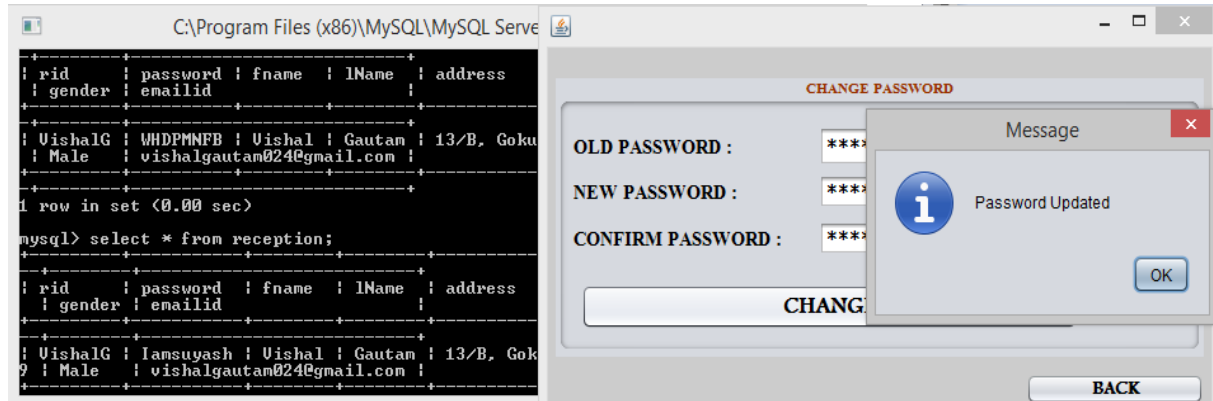 C:\Program Files (x86)\MySQL\MySQL Serve
| rid | password | fname | lName | address
| gender | emailid |
| VishalG | WHDPMNFB | Vishal | Gautam | 13/B, Goku
| Male | vishalgautam024@gmail.com |
1 row in set (0.00 sec)
mysql> select * from reception;
| rid | password | fname | lName | address
| gender | emailid |
| VishalG | Iamsuyash | Vishal | Gautam | 13/B, Gok
9 | Male | vishalgautam024@gmail.com |
CHANGE PASSWORD
OLD PASSWORD : ****
NEW PASSWORD : ****
CONFIRM PASSWORD : ****
CHANG
BACK
Message
Password Updated
OK